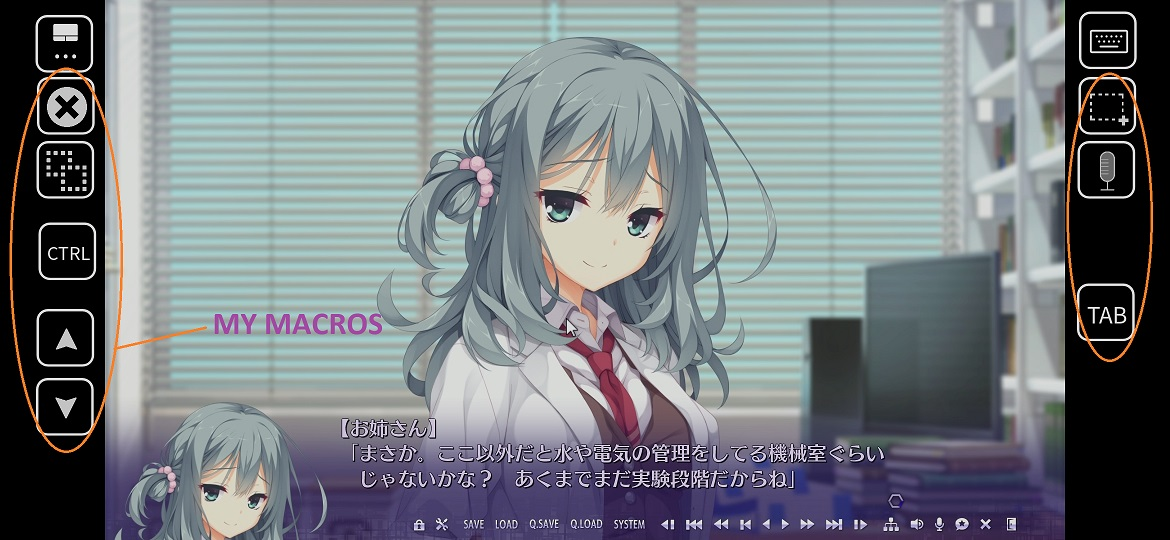 CTRL
TAB
MY MACROS
【お姉さん】
「まさか。ここ以外だと水や電気の管理をしてる機械室ぐらい
じゃないかな？　あくまでまだ実験段階だからね」
SAVE LOAD Q.SAVE Q.LOAD SYSTEM